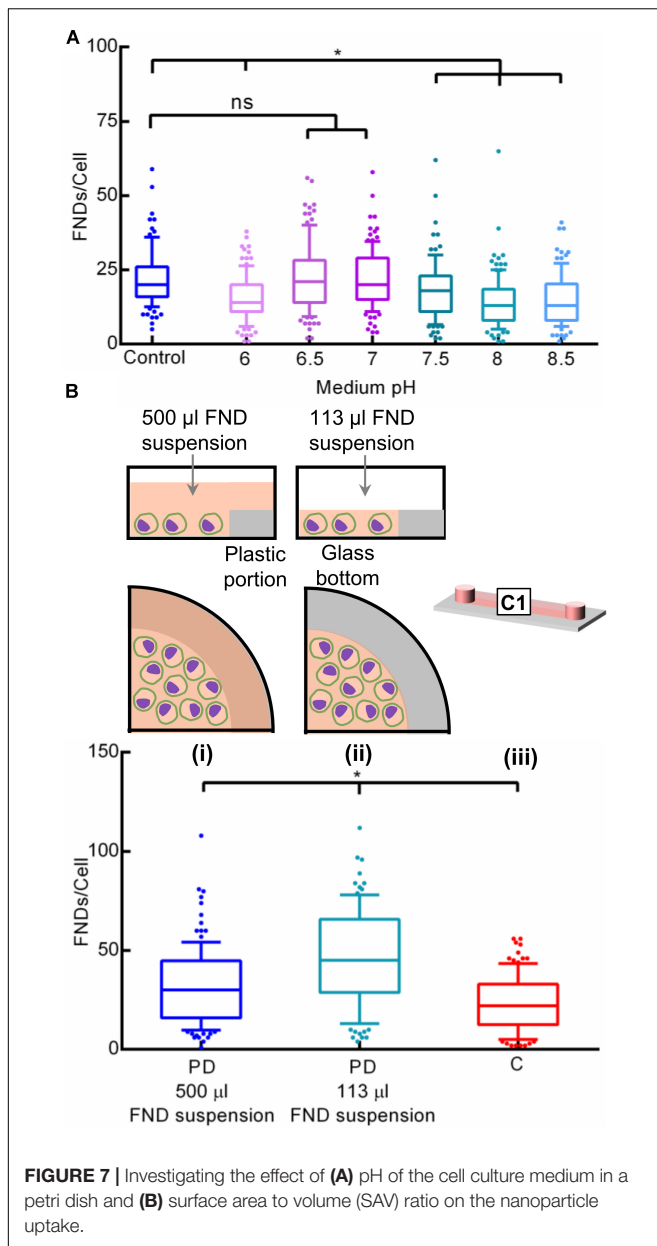 A
100
75
50
25
0
FNDs/Cell
*
ns
Control 6 6.5 7 7.5 8 8.5
Medium pH
B
500 µl FND
suspension
113 µl FND
suspension
Plastic
portion
Glass
bottom
C1
(i) (ii) (iii)
150
100
50
0
FNDs/Cell
*
PD
500 µl
FND suspension
PD
113 µl
FND suspension
C
FIGURE 7 | Investigating the effect of (A) pH of the cell culture medium in a
petri dish and (B) surface area to volume (SAV) ratio on the nanoparticle
uptake.